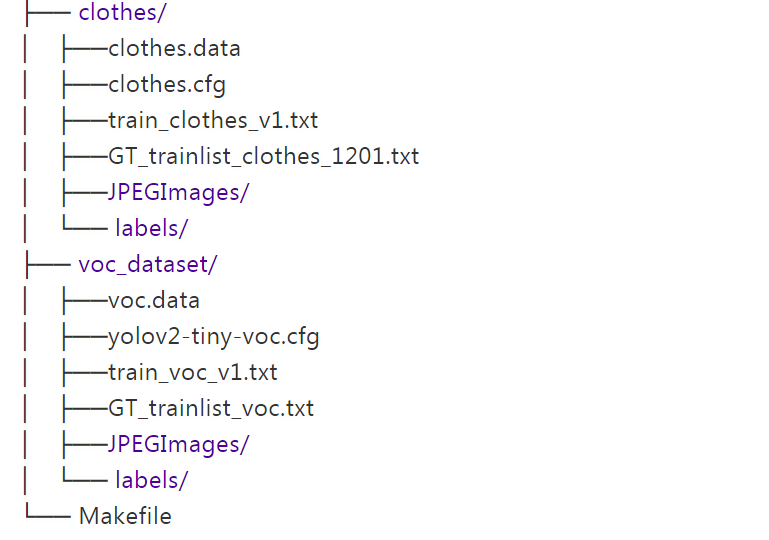 ├── clothes/
│   ├──clothes.data
│   ├──clothes.cfg
│   ├──train_clothes_v1.txt
│   ├──GT_trainlist_clothes_1201.txt
│   ├──JPEGImages/
│   └── labels/
├── voc_dataset/
│   ├──voc.data
│   ├──yolov2-tiny-voc.cfg
│   ├──train_voc_v1.txt
│   ├──GT_trainlist_voc.txt
│   ├──JPEGImages/
│   └── labels/
└── Makefile